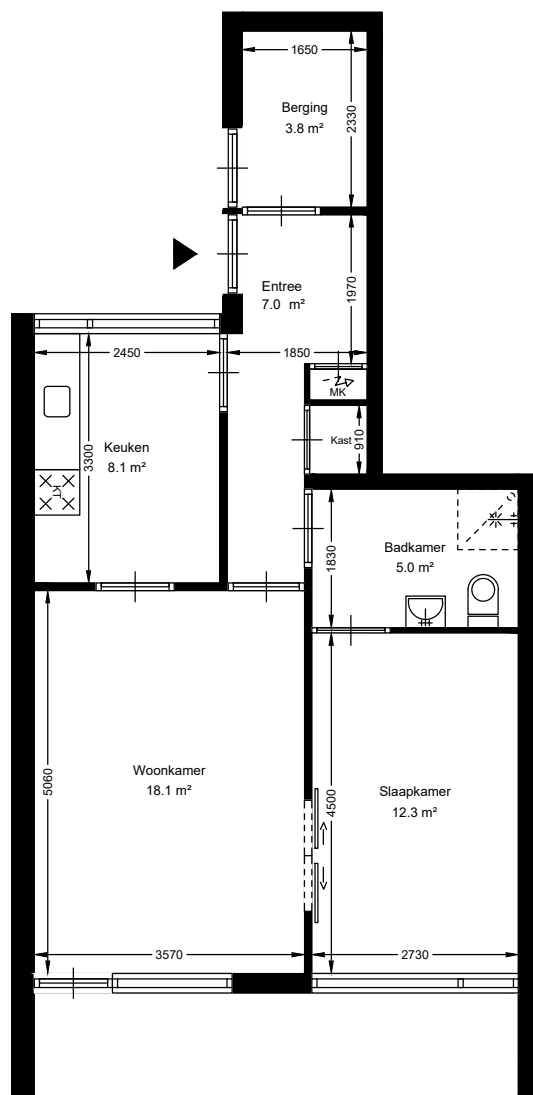 1650
Berging
3.8 m²
2330
Entree
7.0 m²
1970
2450
1850
MK
Kast
910
Keuken
8.1 m²
3300
KT
Badkamer
5.0 m²
1830
Woonkamer
18.1 m²
5060
Slaapkamer
12.3 m²
4500
3570
2730